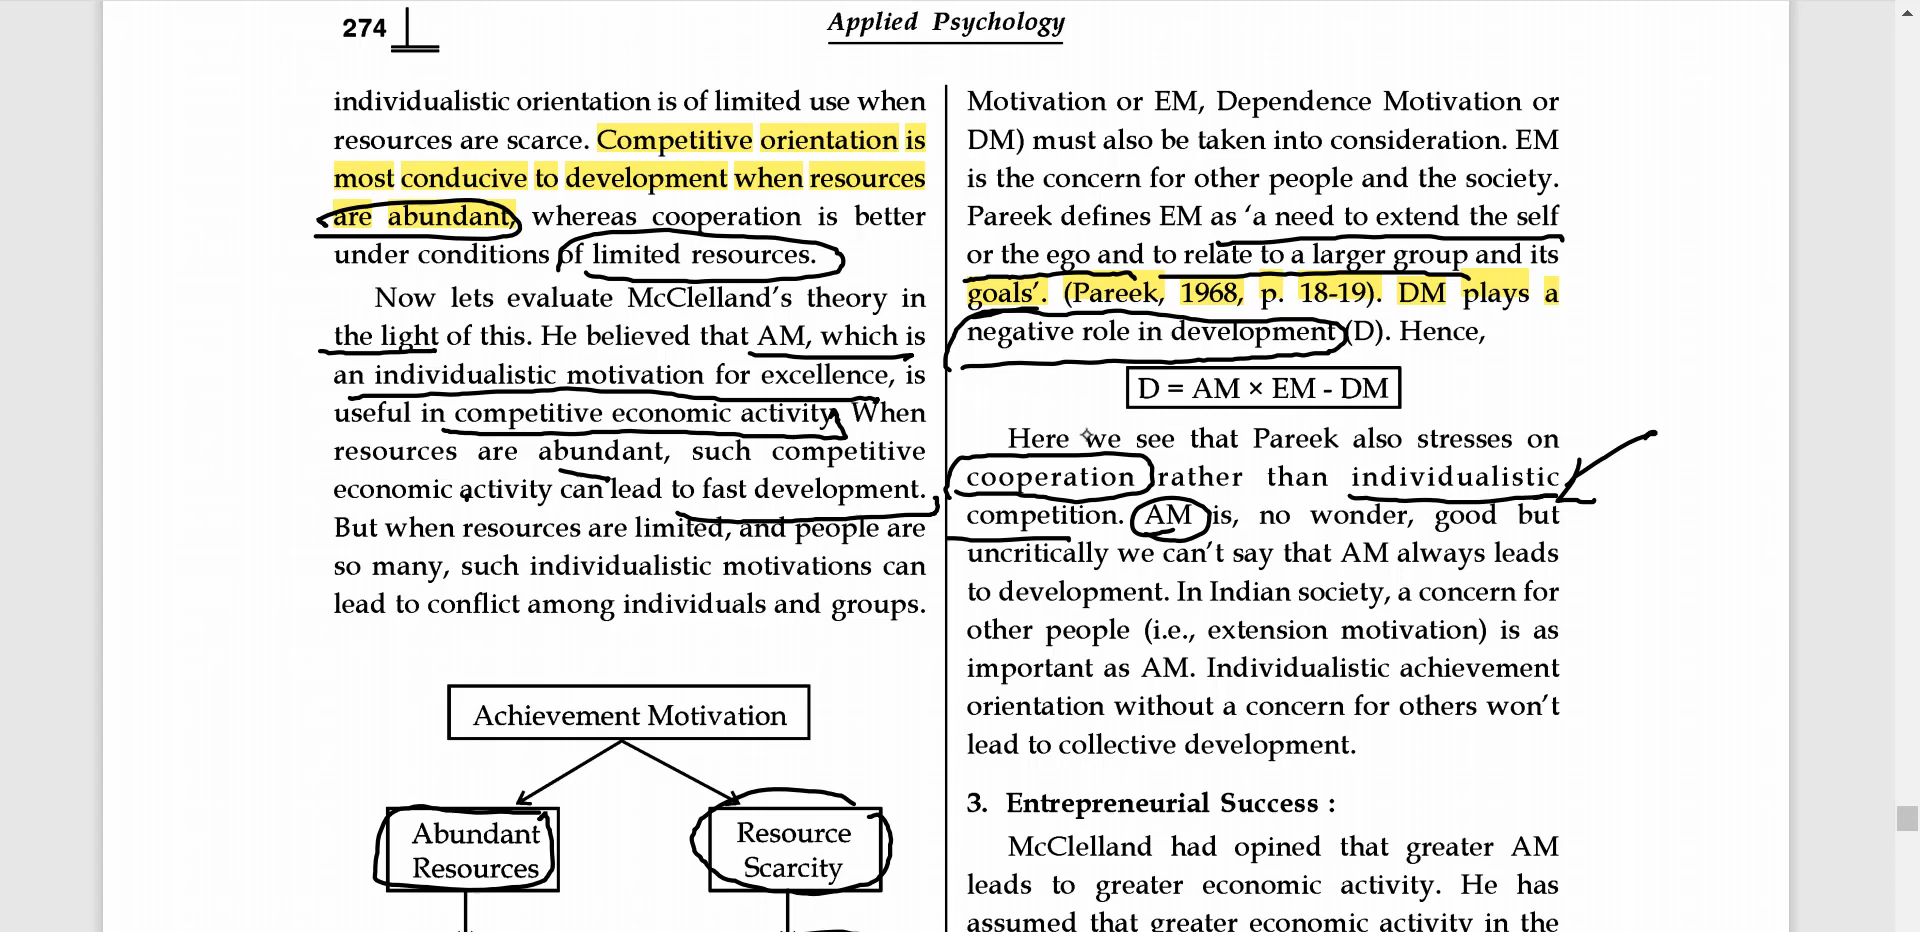 274
Applied Psychology
individualistic orientation is of limited use when
resources are scarce. Competitive orientation is
most conducive to development when resources
are abundant, whereas cooperation is better
under conditions of limited resources.
Now lets evaluate McClelland's theory in
the light of this. He believed that AM, which is
an individualistic motivation for excellence, is
useful in competitive economic activity. When
resources are abundant, such competitive
economic activity can lead to fast development.
But when resources are limited, and people are
so many, such individualistic motivations can
lead to conflict among individuals and groups.
Achievement Motivation
Abundant
Resources
Resource
Scarcity
Motivation or EM, Dependence Motivation or
DM) must also be taken into consideration. EM
is the concern for other people and the society.
Pareek defines EM as 'a need to extend the self
or the ego and to relate to a larger group and its
goals'. (Pareek, 1968, p. 18-19). DM plays a
negative role in development (D). Hence,
D = AM × EM - DM
Here we see that Pareek also stresses on
cooperation rather than individualistic
competition. AM is, no wonder, good but
uncritically we can't say that AM always leads
to development. In Indian society, a concern for
other people (i.e., extension motivation) is as
important as AM. Individualistic achievement
orientation without a concern for others won't
lead to collective development.
3. Entrepreneurial Success :
McClelland had opined that greater AM
leads to greater economic activity. He has
assumed that greater economic activity in the